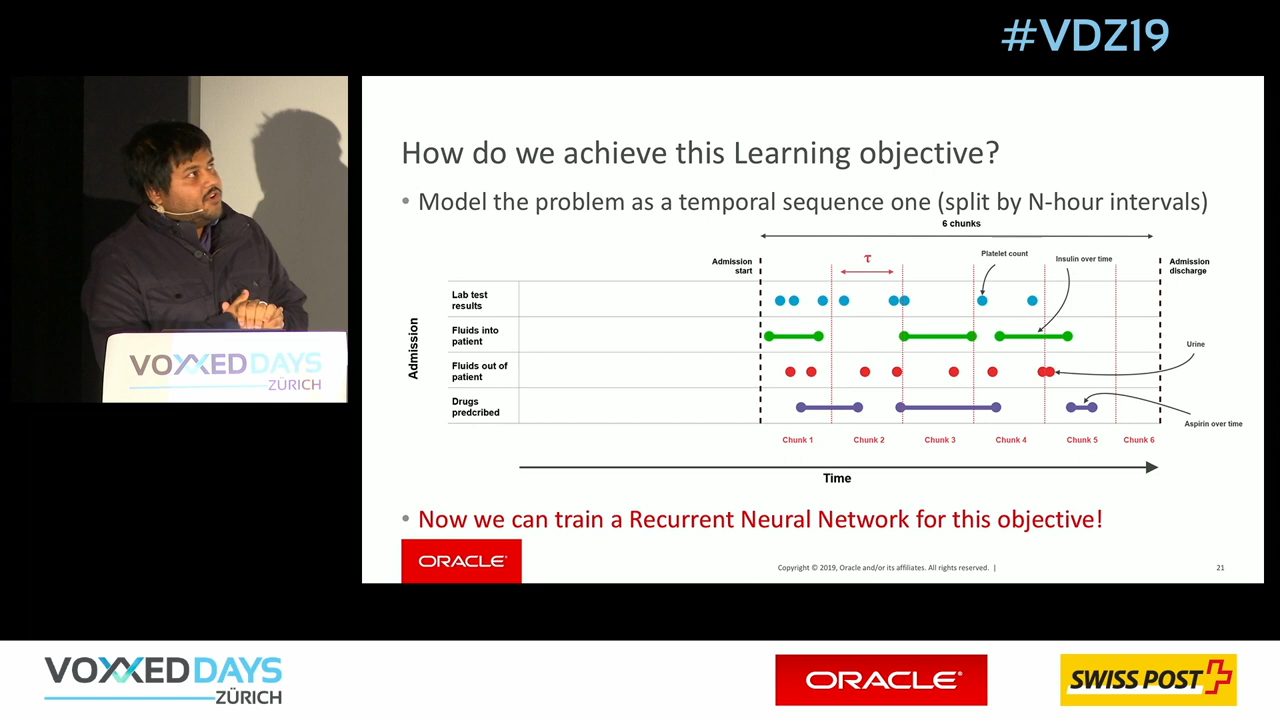 #VDZ19
How do we achieve this Learning objective?
• Model the problem as a temporal sequence one (split by N-hour intervals)
6 chunks
Admission
start
τ
Platelet count
Insulin over time
Admission
discharge
Lab test
results
Fluids into
patient
Urine
Fluids out of
patient
Drugs
predcribed
Aspirin over time
Admission
Chunk 1
Chunk 2
Chunk 3
Chunk 4
Chunk 5
Chunk 6
Time
• Now we can train a Recurrent Neural Network for this objective!
ORACLE®
Copyright © 2019, Oracle and/or its affiliates. All rights reserved. |
21
VOXXED DAYS
ZÜRICH
VOXXED DAYS
ZÜRICH
ORACLE®
SWISS POST